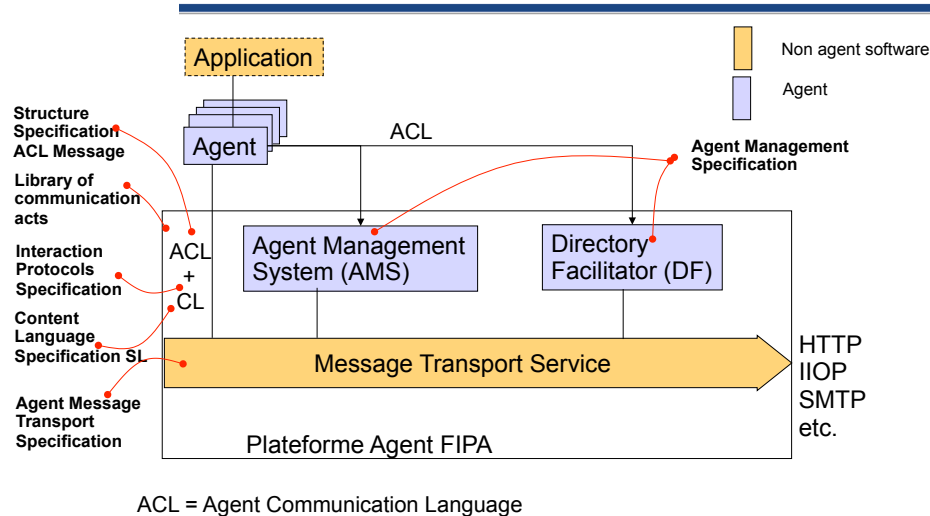 Application
Non agent software
Agent
Structure
Specification
ACL Message
Agent
ACL
Agent Management
Specification
Library of
communication
acts
ACL
+
CL
Agent Management
System (AMS)
Directory
Facilitator (DF)
Interaction
Protocols
Specification
Content
Language
Specification SL
Message Transport Service
HTTP
IIOP
SMTP
etc.
Agent Message
Transport
Specification
Plateforme Agent FIPA
ACL = Agent Communication Language